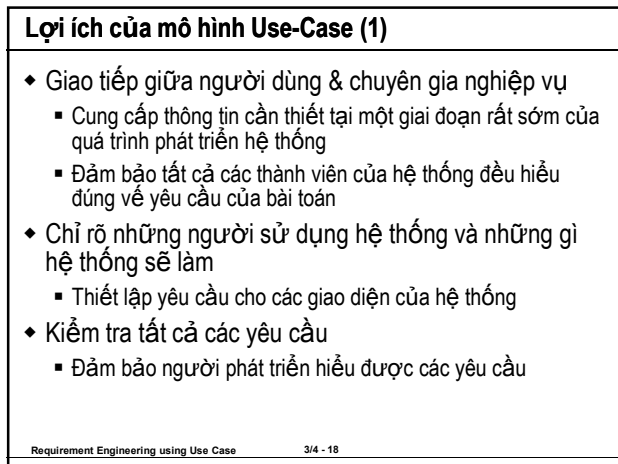 Lợi ích của mô hình Use-Case (1)
◆ Giao tiếp giữa người dùng & chuyên gia nghiệp vụ
▪ Cung cấp thông tin cần thiết tại một giai đoạn rất sớm của
quá trình phát triển hệ thống
▪ Đảm bảo tất cả các thành viên của hệ thống đều hiểu
đúng về yêu cầu của bài toán
◆ Chỉ rõ những người sử dụng hệ thống và những gì
hệ thống sẽ làm
▪ Thiết lập yêu cầu cho các giao diện của hệ thống
◆ Kiểm tra tất cả các yêu cầu
▪ Đảm bảo người phát triển hiểu được các yêu cầu
Requirement Engineering using Use Case 3/4 - 18